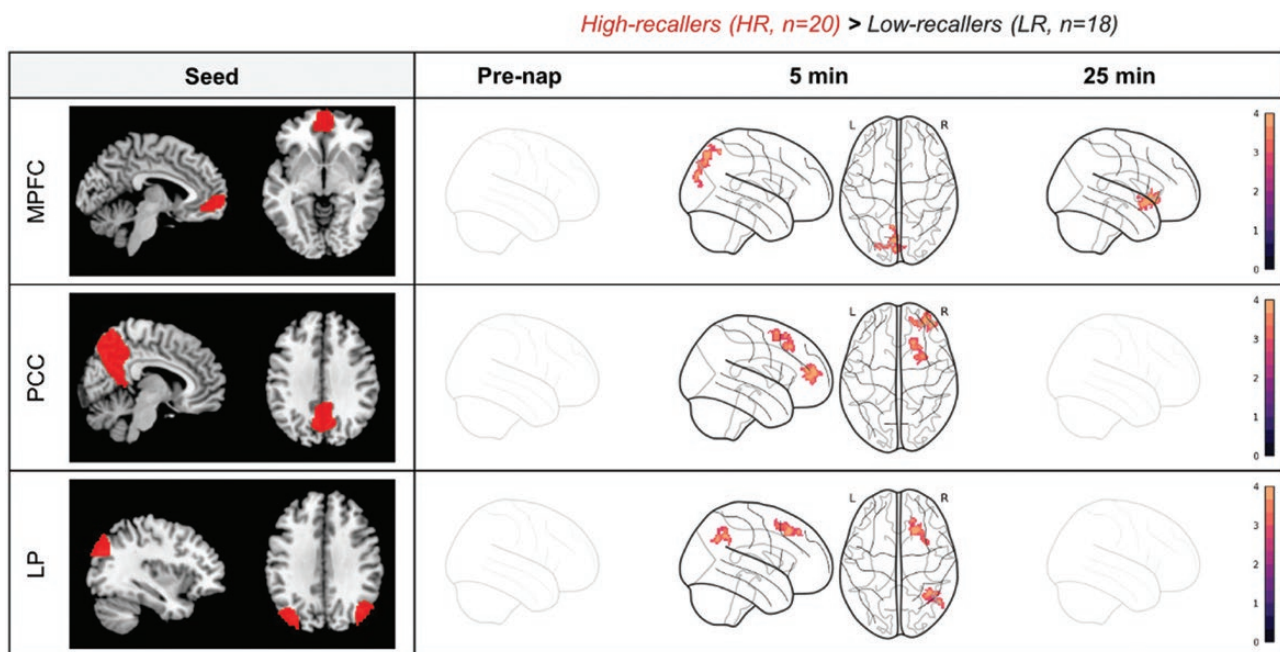 High-recallers (HR, n=20) > Low-recallers (LR, n=18)
Seed Pre-nap 5 min 25 min
MPFC
L R
4
3
2
1
0
PCC
L R
4
3
2
1
0
LP
L R
4
3
2
1
0